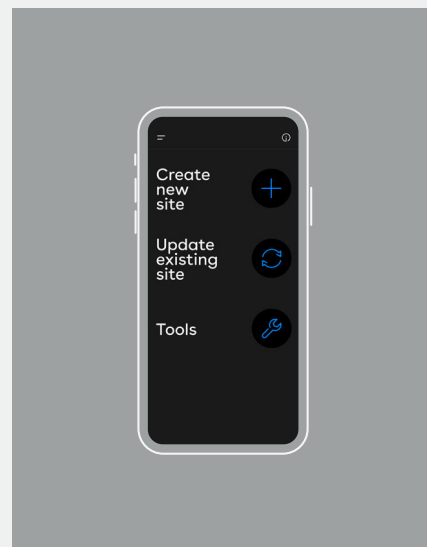 Create
new
site
Update
existing
site
Tools